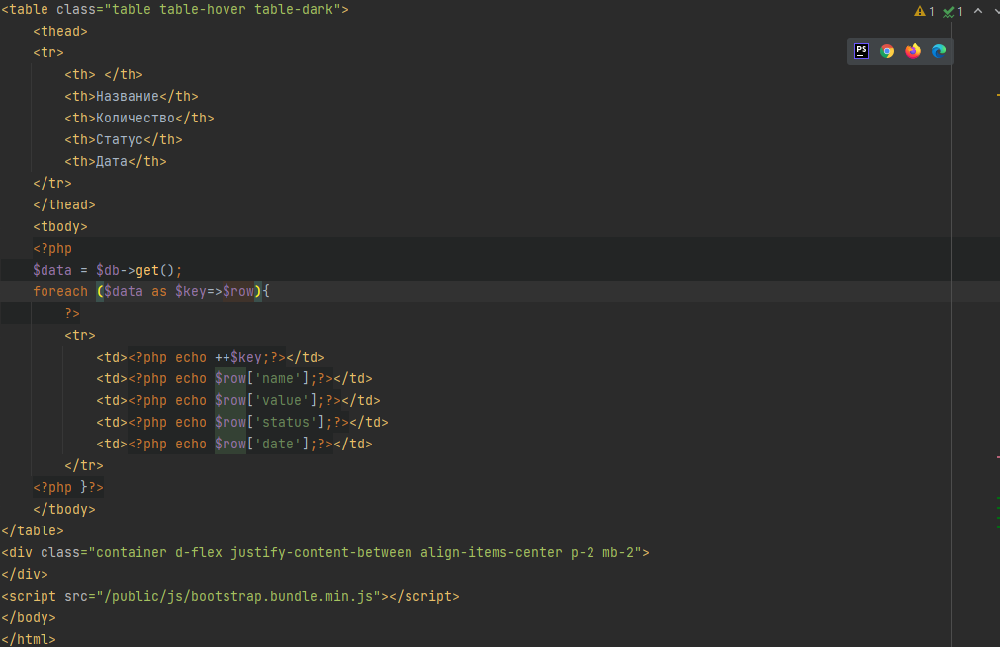 <table class="table table-hover table-dark">
1 1
    <thead>
    <tr>
PS
        <th> </th>
        <th>Название</th>
        <th>Количество</th>
        <th>Статус</th>
        <th>Дата</th>
    </tr>
    </thead>
    <tbody>
    <?php
    $data = $db->get();
    foreach ($data as $key=>$row){
        ?>
        <tr>
            <td><?php echo ++$key;?></td>
            <td><?php echo $row['name'];?></td>
            <td><?php echo $row['value'];?></td>
            <td><?php echo $row['status'];?></td>
            <td><?php echo $row['date'];?></td>
        </tr>
    <?php }?>
    </tbody>
</table>
<div class="container d-flex justify-content-between align-items-center p-2 mb-2">
</div>
<script src="/public/js/bootstrap.bundle.min.js"></script>
</body>
</html>